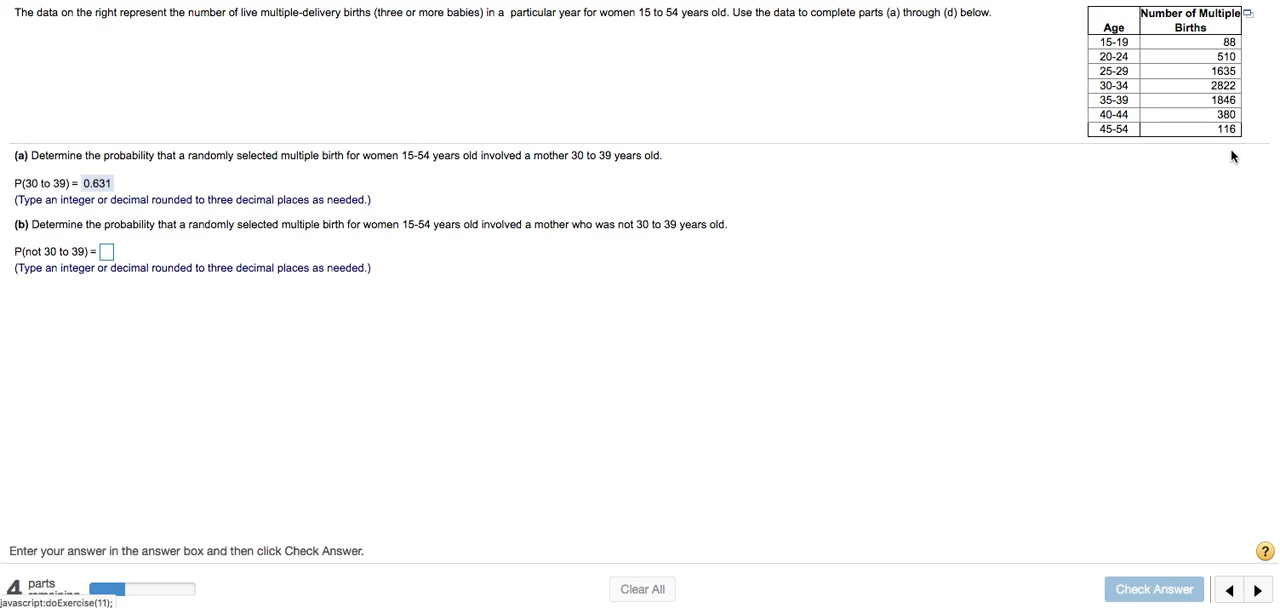 The data on the right represent the number of live multiple-delivery births (three or more babies) in a particular year for women 15 to 54 years old. Use the data to complete parts (a) through (d) below.
Number of Multiple
Age Births
15-19 88
20-24 510
25-29 1635
30-34 2822
35-39 1846
40-44 380
45-54 116
(a) Determine the probability that a randomly selected multiple birth for women 15-54 years old involved a mother 30 to 39 years old.
P(30 to 39) = 0.631
(Type an integer or decimal rounded to three decimal places as needed.)
(b) Determine the probability that a randomly selected multiple birth for women 15-54 years old involved a mother who was not 30 to 39 years old.
P(not 30 to 39) =
(Type an integer or decimal rounded to three decimal places as needed.)
Enter your answer in the answer box and then click Check Answer.
?
4 parts
remaining
Clear All
Check Answer
javascript:doExercise(11);